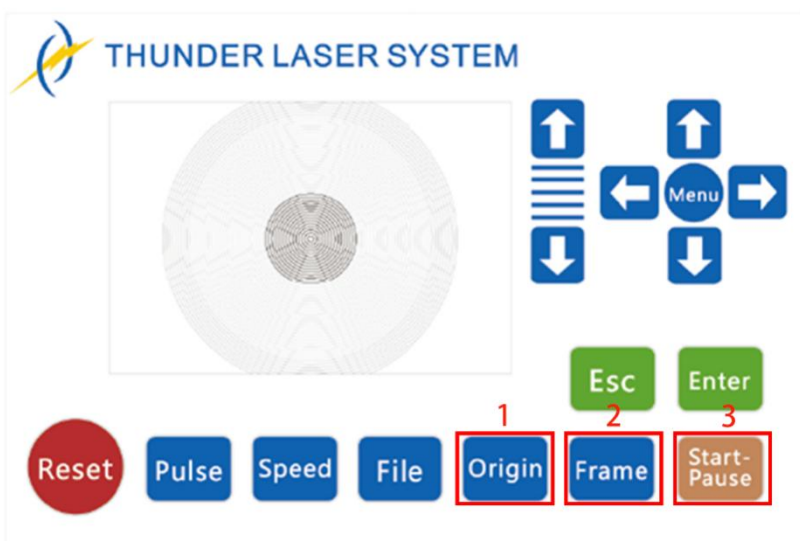 THUNDER LASER SYSTEM
Menu
Esc
Enter
1
2
3
Reset
Pulse
Speed
File
Origin
Frame
Start-
Pause